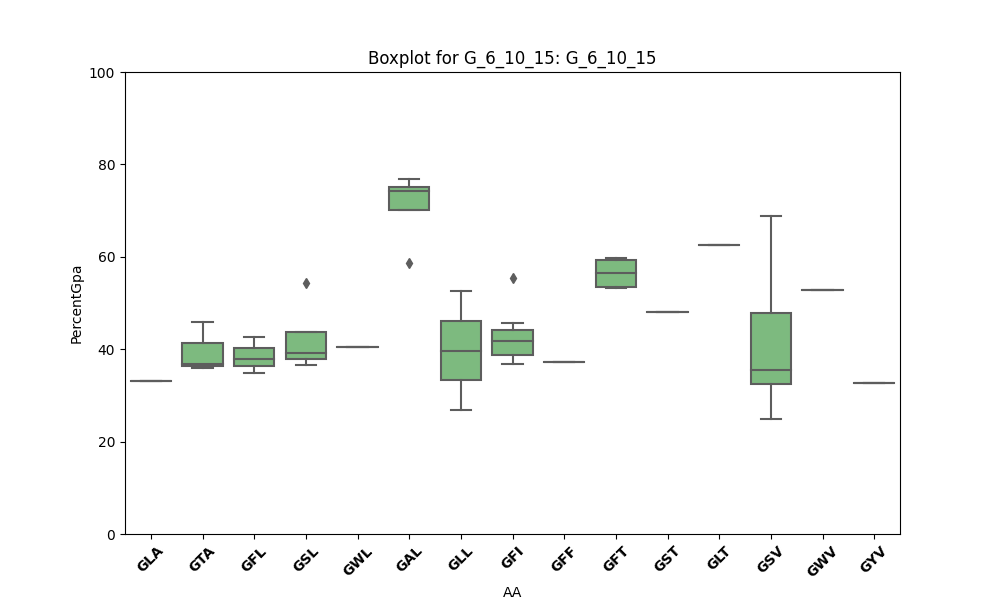 Boxplot for G_6_10_15: G_6_10_15
100
80
60
40
20
0
PercentGpa
GLA GTA GFL GSL GWL GAL GLL GFI GFF GFT GST GLT GSV GWV GYV
AA